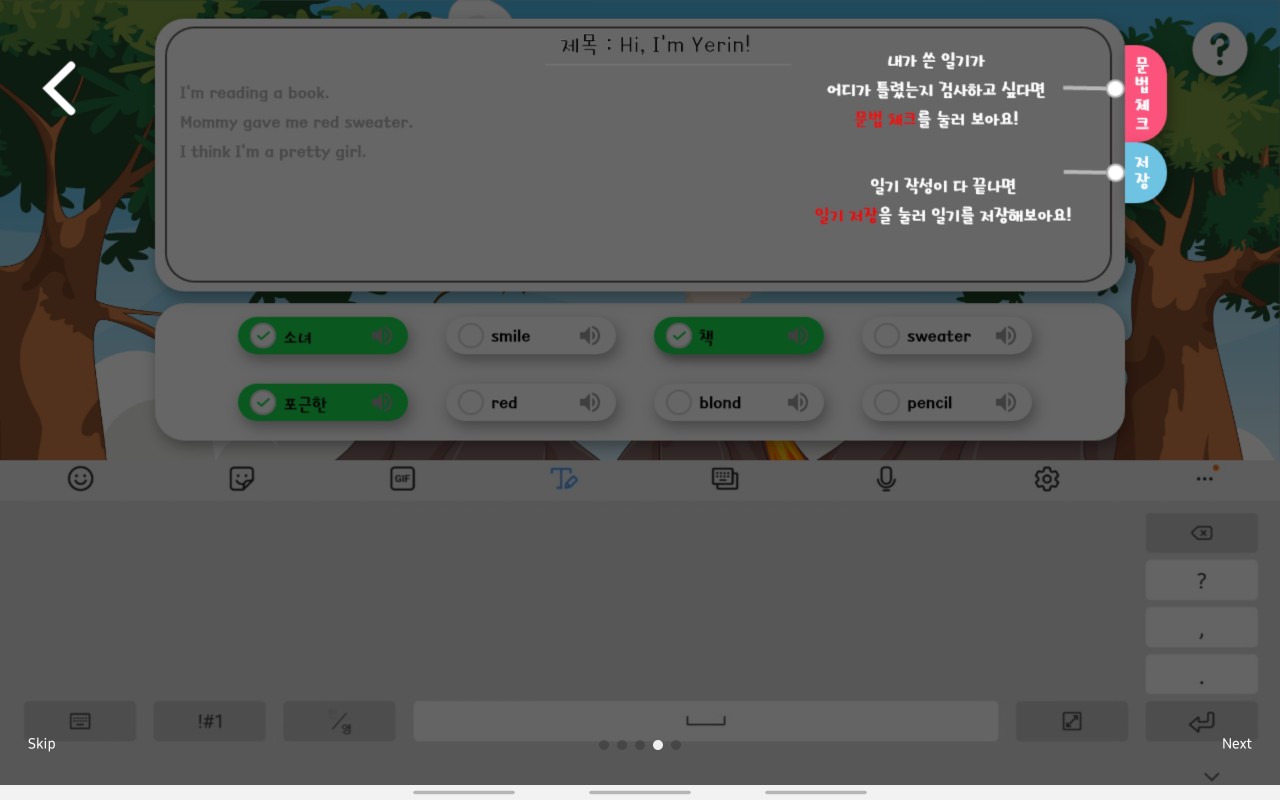 제목 : Hi, I'm Yerin!
I'm reading a book.
Mommy gave me red sweater.
I think I'm a pretty girl.
내가 쓴 일기가
어디가 틀렸는지 검사하고 싶다면
문법 체크를 눌러 보아요!
일기 작성이 다 끝나면
일기 저장을 눌러 일기를 저장해보아요!
?
문법체크
저장
소녀
smile
책
sweater
포근한
red
blond
pencil
GIF
?
,
.
!#1
/영
Skip
Next